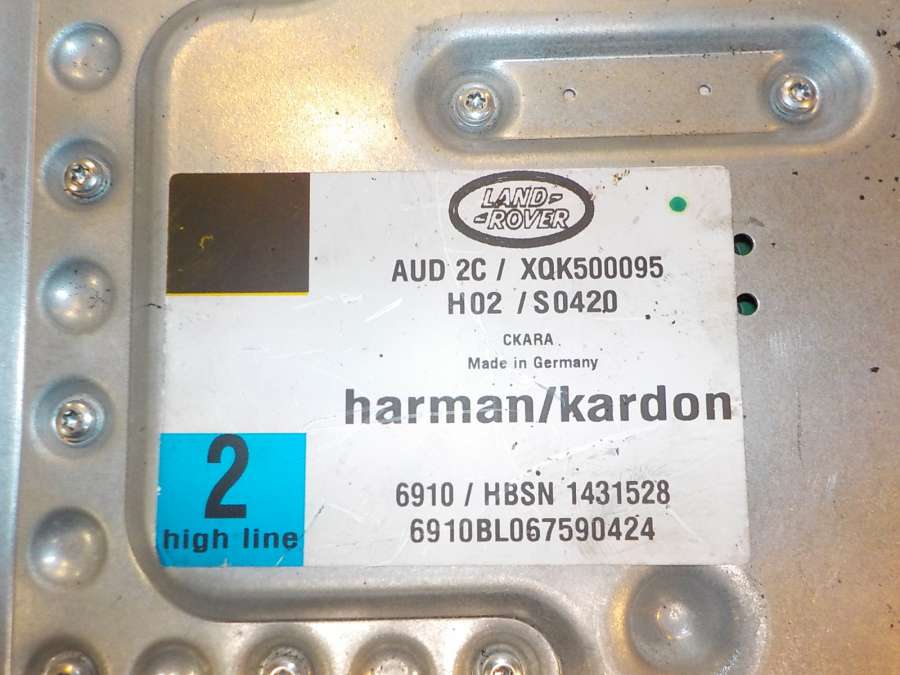 LAND-
-ROVER
AUD 2C / XQK500095
H02 / S0420
CKARA
Made in Germany
harman/kardon
2
high line
6910 / HBSN 1431528
6910BL067590424